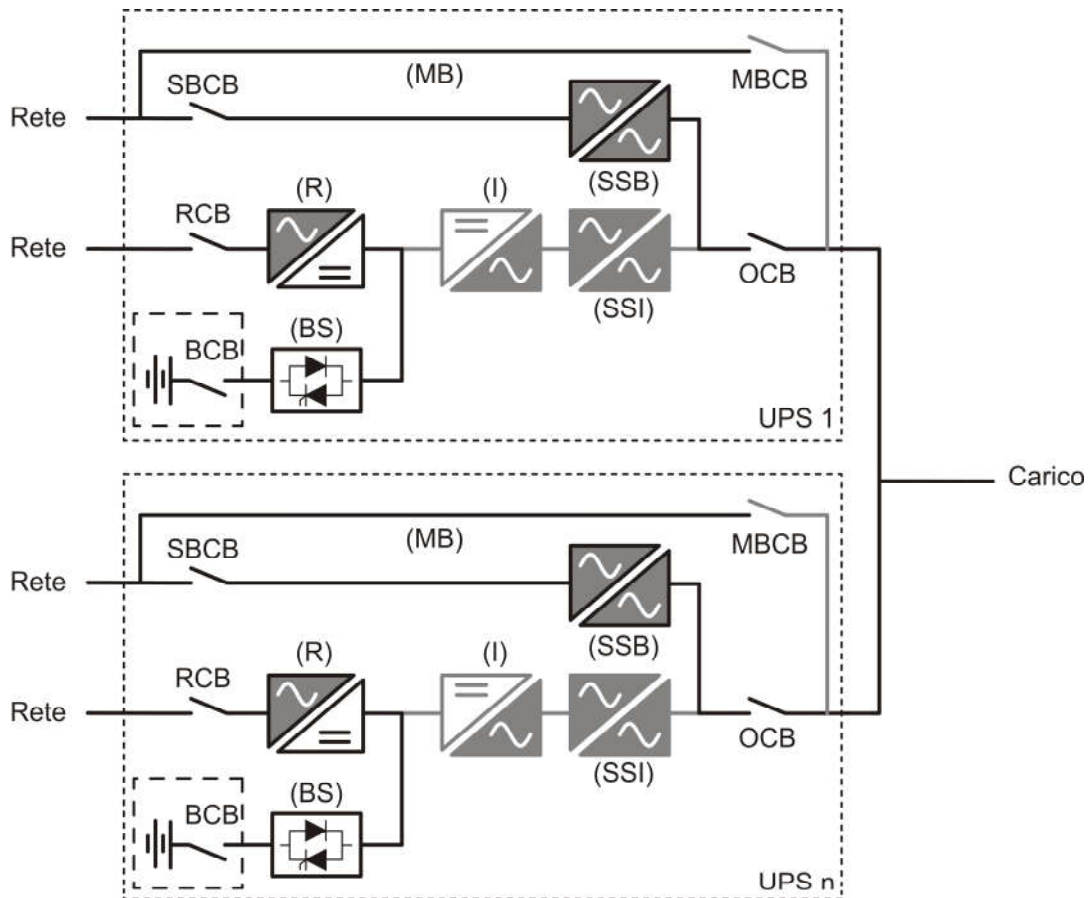 (MB)
MBCB
SBCB
Rete
(SSB)
(R)
(I)
RCB
Rete
OCB
(SSI)
(BS)
BCB
UPS 1
Carico
(MB)
MBCB
SBCB
Rete
(SSB)
(R)
(I)
RCB
Rete
OCB
(SSI)
(BS)
BCB
UPS n